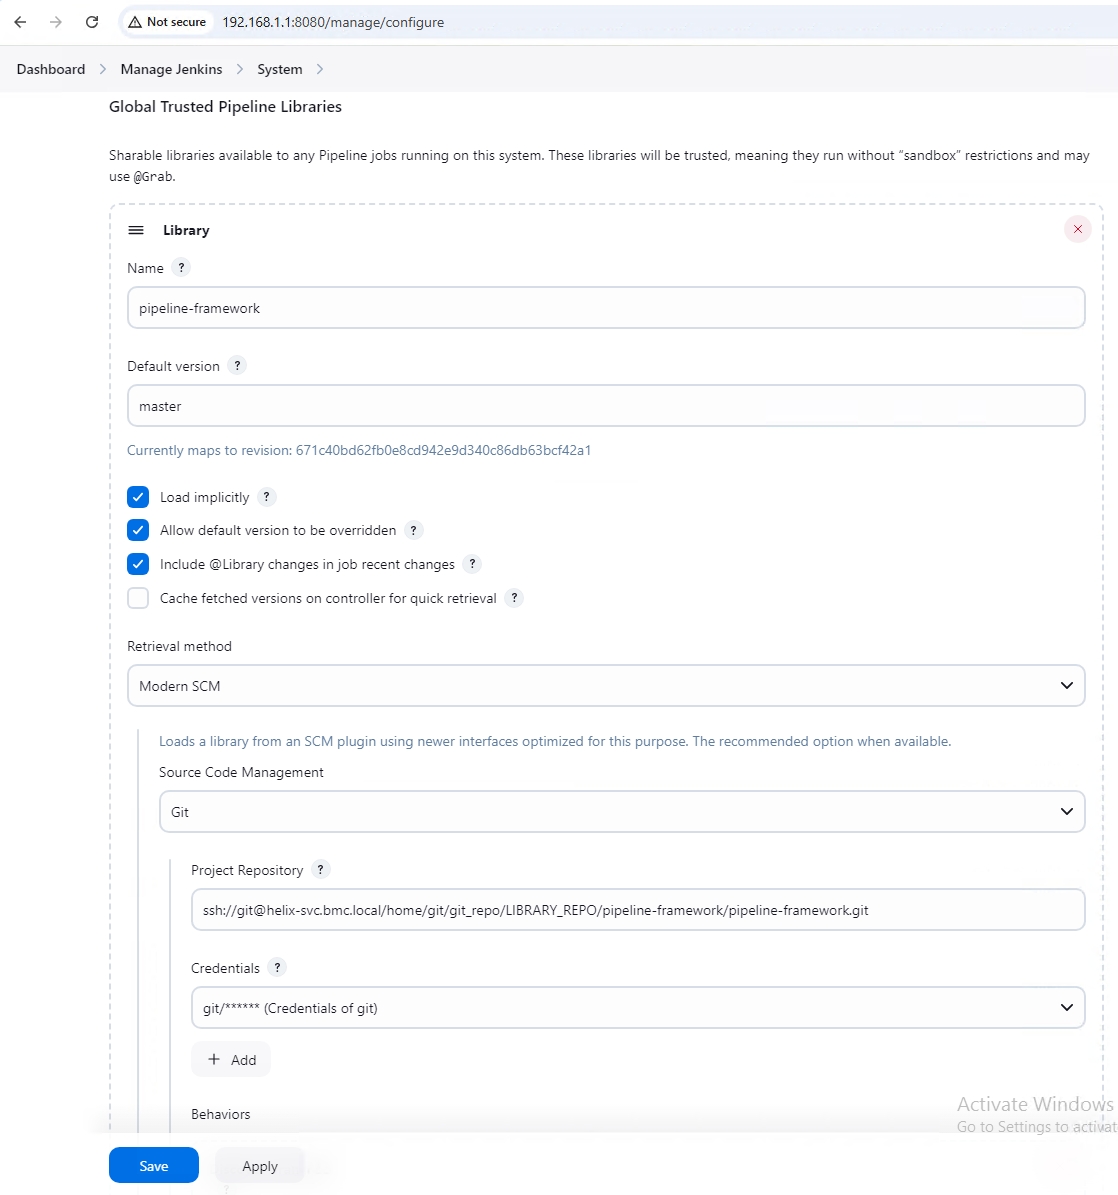 Not secure 192.168.1.1:8080/manage/configure
Dashboard > Manage Jenkins > System >
Global Trusted Pipeline Libraries
Sharable libraries available to any Pipeline jobs running on this system. These libraries will be trusted, meaning they run without “sandbox” restrictions and may
use @Grab.
Library
Name ?
pipeline-framework
Default version ?
master
Currently maps to revision: 671c40bd62fb0e8cd942e9d340c86db63bcf42a1
Load implicitly ?
Allow default version to be overridden ?
Include @Library changes in job recent changes ?
Cache fetched versions on controller for quick retrieval ?
Retrieval method
Modern SCM
Loads a library from an SCM plugin using newer interfaces optimized for this purpose. The recommended option when available.
Source Code Management
Git
Project Repository ?
ssh://git@helix-svc.bmc.local/home/git/git_repo/LIBRARY_REPO/pipeline-framework/pipeline-framework.git
Credentials ?
git/****** (Credentials of git)
+ Add
Behaviors
Activate Windows
Go to Settings to activat
Save Apply